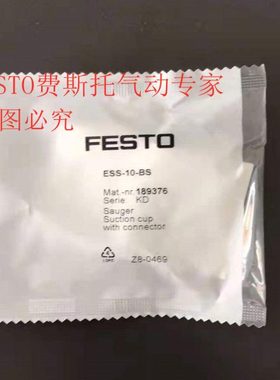 STO费斯托气动专家
图必究
FESTO
ESS-10-BS
Mat.-nr. 189376
Serie KD
Sauger
Suction cup
with connector
Z8-0469